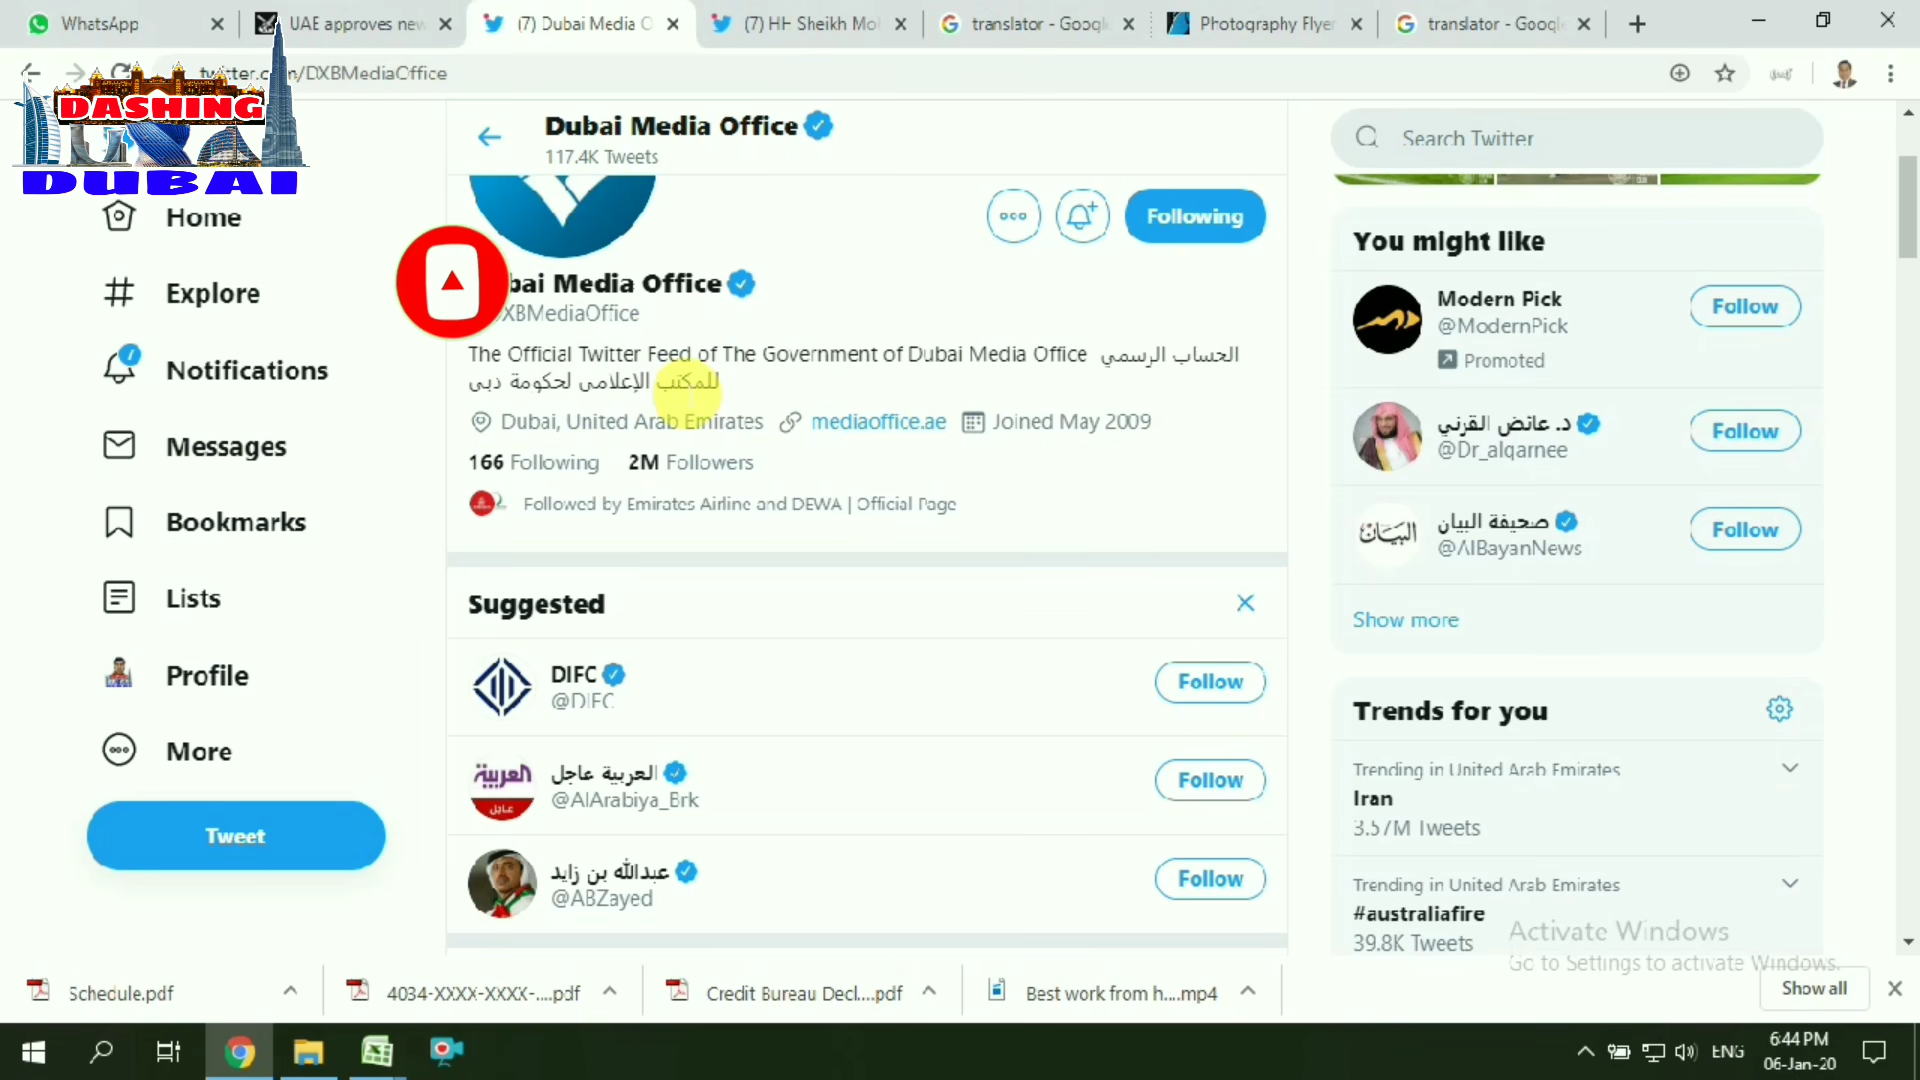 WhatsApp
UAE approves new
(7) Dubai Media O
(7) HH Sheikh Mo
translator - Google
Photography Flyer
translator - Google
/DXBMediaOffice
DASHING
DUBAI
Home
Explore
Notifications
Messages
Bookmarks
Lists
Profile
More
Tweet
Dubai Media Office
117.4K Tweets
Following
bai Media Office
XBMediaOffice
The Official Twitter Feed of The Government of Dubai Media Office الحساب الرسمي
للمكتب الإعلامي لحكومة دبي
Dubai, United Arab Emirates mediaoffice.ae Joined May 2009
166 Following 2M Followers
Followed by Emirates Airline and DEWA | Official Page
Suggested
DIFC
@DIFC
Follow
العربية
عاجل
العربية عاجل
@AlArabiya_Brk
Follow
عبدالله بن زايد
@ABZayed
Follow
Search Twitter
You might like
Modern Pick
@ModernPick
Promoted
Follow
د. عائض القرني
@Dr_alqarnee
Follow
البيان
صحيفة البيان
@AlBayanNews
Follow
Show more
Trends for you
Trending in United Arab Emirates
Iran
3.57M Tweets
Trending in United Arab Emirates
#australiafire
39.8K Tweets
Activate Windows
Go to Settings to activate Windows.
Schedule.pdf
4034-XXXX-XXXX-....pdf
Credit Bureau Decl....pdf
Best work from h....mp4
Show all
ENG
6:44 PM
06-Jan-20